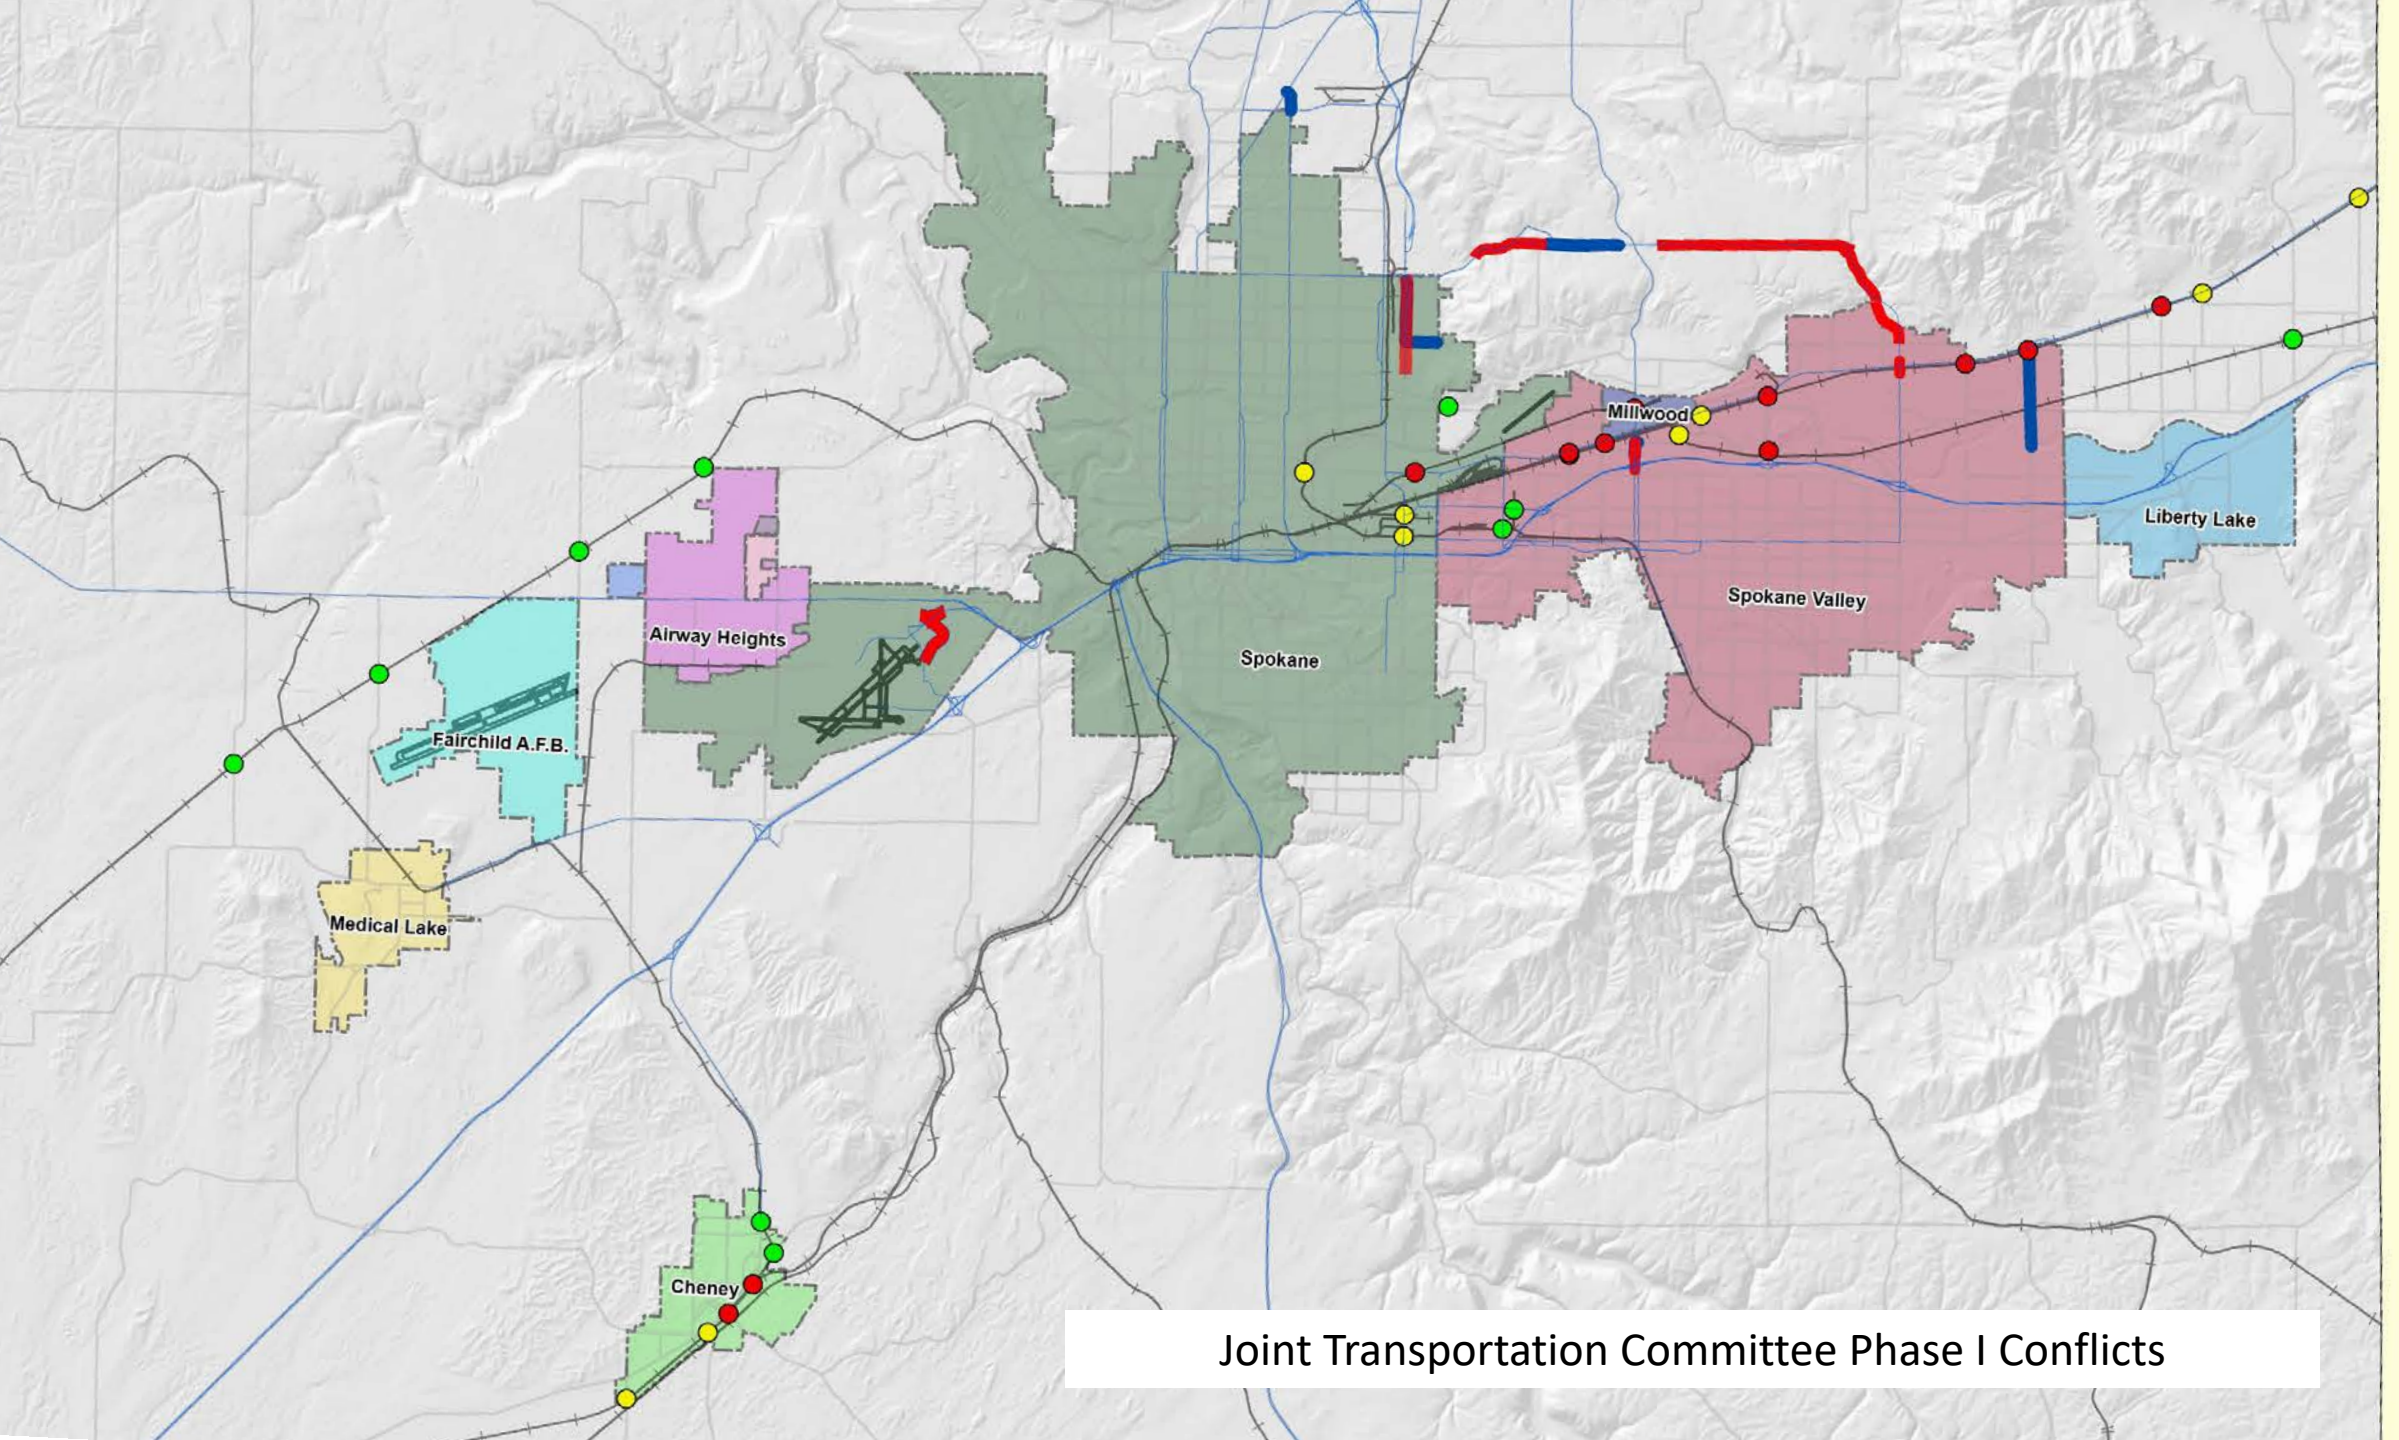 Millwood
Liberty Lake
Spokane Valley
Airway Heights
Spokane
Fairchild A.F.B.
Medical Lake
Cheney
Joint Transportation Committee Phase I Conflicts